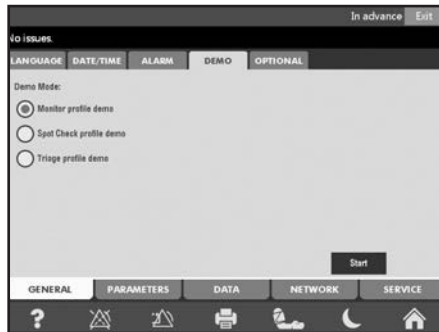 In advance Exit
No issues.
LANGUAGE DATE/TIME ALARM DEMO OPTIONAL
Demo Mode:
Monitor profile demo
Spot Check profile demo
Triage profile demo
Start
GENERAL PARAMETERS DATA NETWORK SERVICE
?